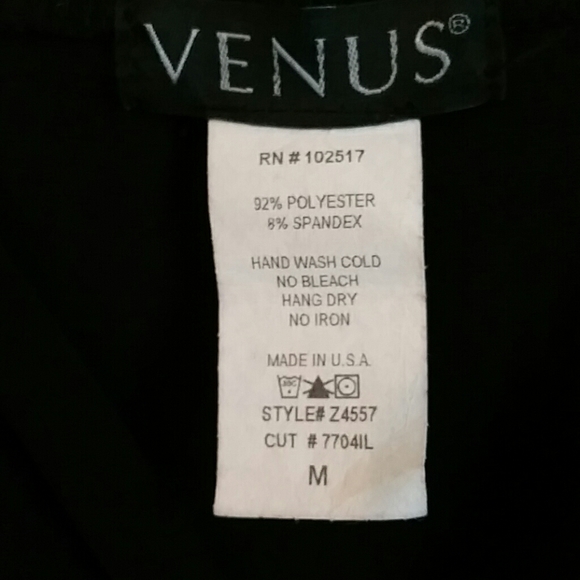 VENUS®
RN # 102517
92% POLYESTER
8% SPANDEX
HAND WASH COLD
NO BLEACH
HANG DRY
NO IRON
MADE IN U.S.A.
STYLE# Z4557
CUT # 7704IL
M